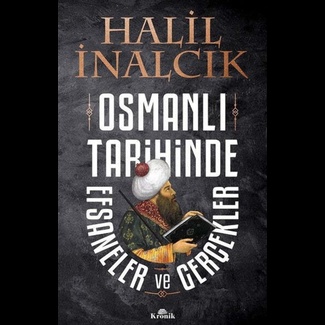 HALİL
İNALCIK
OSMANLI
TARİHİNDE
EFSANELER ve GERÇEKLER
Kronik